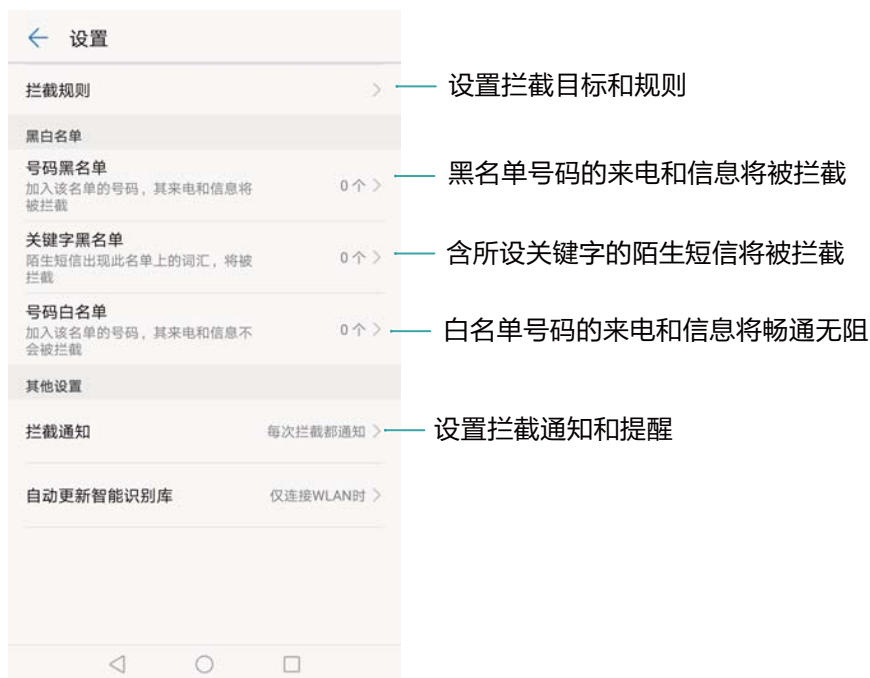 设置
拦截规则
设置拦截目标和规则
黑白名单
号码黑名单
加入该名单的号码，其来电和信息将
被拦截
0 个
黑名单号码的来电和信息将被拦截
关键字黑名单
陌生短信出现此名单上的词汇，将被
拦截
0 个
含所设关键字的陌生短信将被拦截
号码白名单
加入该名单的号码，其来电和信息不
会被拦截
0 个
白名单号码的来电和信息将畅通无阻
其他设置
拦截通知
每次拦截都通知
设置拦截通知和提醒
自动更新智能识别库
仅连接WLAN时